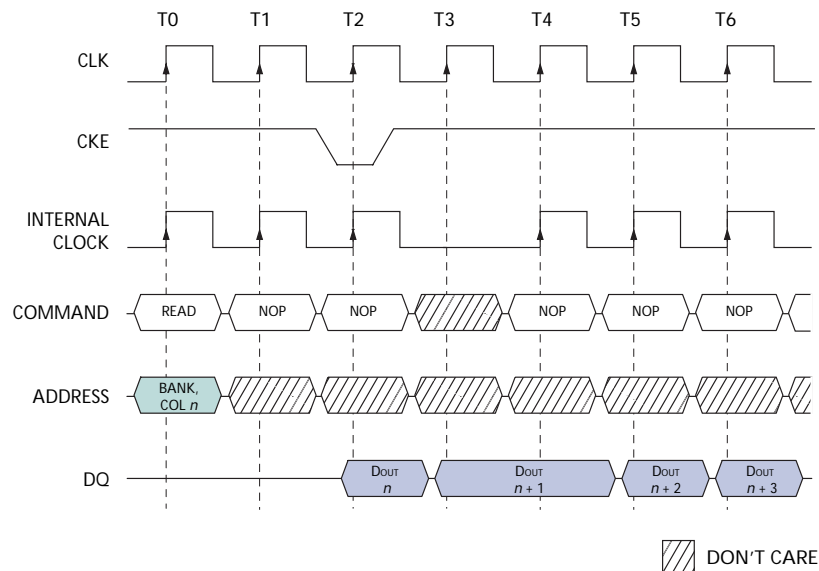 T0 T1 T2 T3 T4 T5 T6
CLK
CKE
INTERNAL
CLOCK
COMMAND READ NOP NOP NOP NOP NOP
ADDRESS BANK,
COL n
DQ DOUT DOUT DOUT DOUT
n n + 1 n + 2 n + 3
DON'T CARE